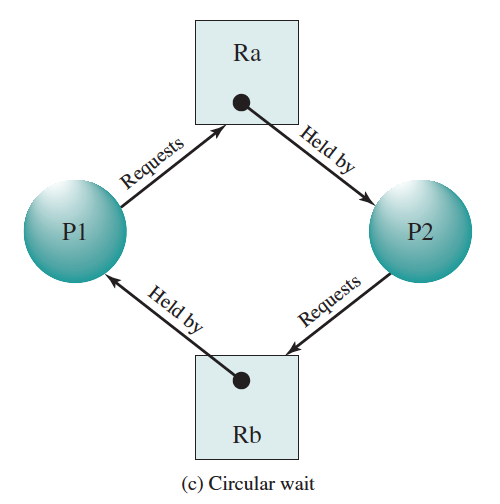 Ra
Requests
Held by
P1
P2
Held by
Requests
Rb
(c) Circular wait